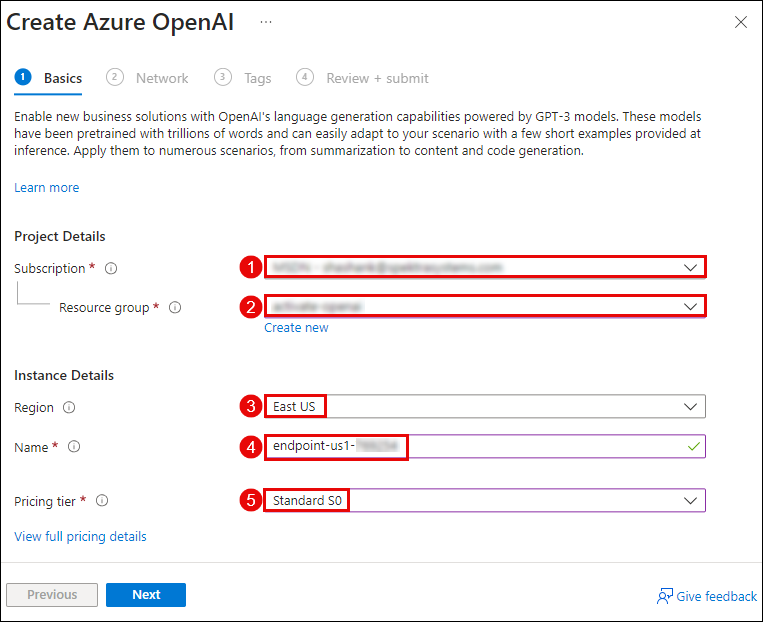 Create Azure OpenAI ...
1 Basics 2 Network 3 Tags 4 Review + submit
Enable new business solutions with OpenAI's language generation capabilities powered by GPT-3 models. These models
have been pretrained with trillions of words and can easily adapt to your scenario with a few short examples provided at
inference. Apply them to numerous scenarios, from summarization to content and code generation.
Learn more
Project Details
Subscription *
1
Resource group *
2
Create new
Instance Details
Region
3 East US
Name *
4 endpoint-us1-
Pricing tier *
5 Standard S0
View full pricing details
Previous Next Give feedback